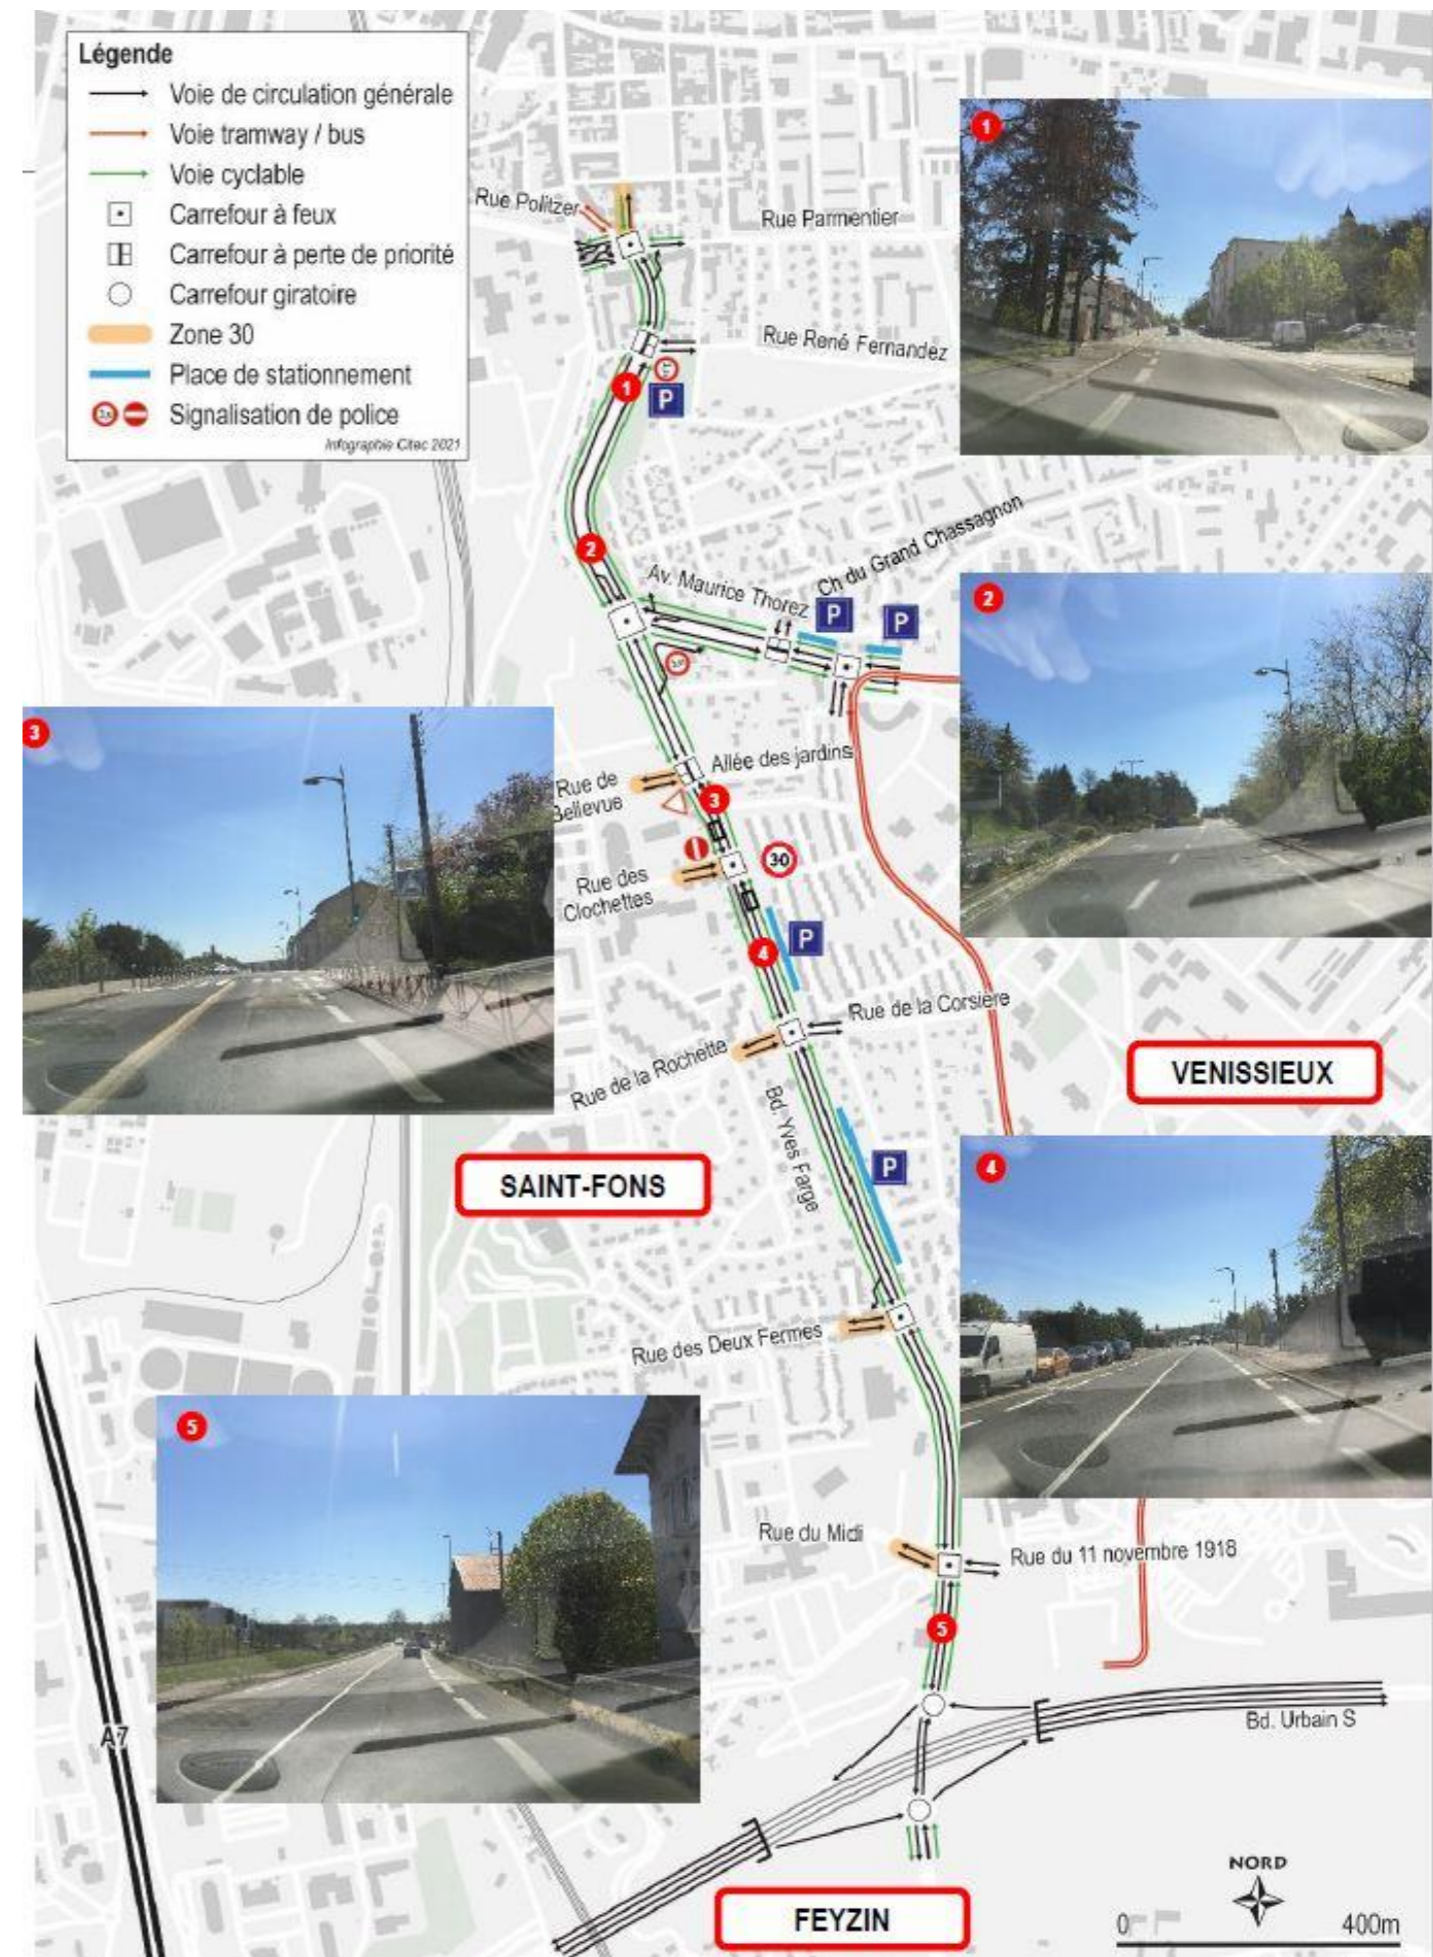 Légende
Voie de circulation générale
Voie tramway / bus
Voie cyclable
Carrefour à feux
Carrefour à perte de priorité
Carrefour giratoire
Zone 30
Place de stationnement
Signalisation de police
Infographie Citec 2021
1
Rue Politzer
Rue Parmentier
Rue René Fernandez
1
P
2
Ch du Grand Chassagnon
Av. Maurice Thorez
P
P
2
3
Allée des jardins
Rue de
Bellevue
3
30
Rue des
Clochettes
P
4
Rue de la Corsière
Rue de la Rochette
VENISSIEUX
Bd. Yves Farge
SAINT-FONS
P
4
Rue des Deux Fermes
5
Rue du Midi
Rue du 11 novembre 1918
5
A7
Bd. Urbain S
NORD
FEYZIN
0
400m